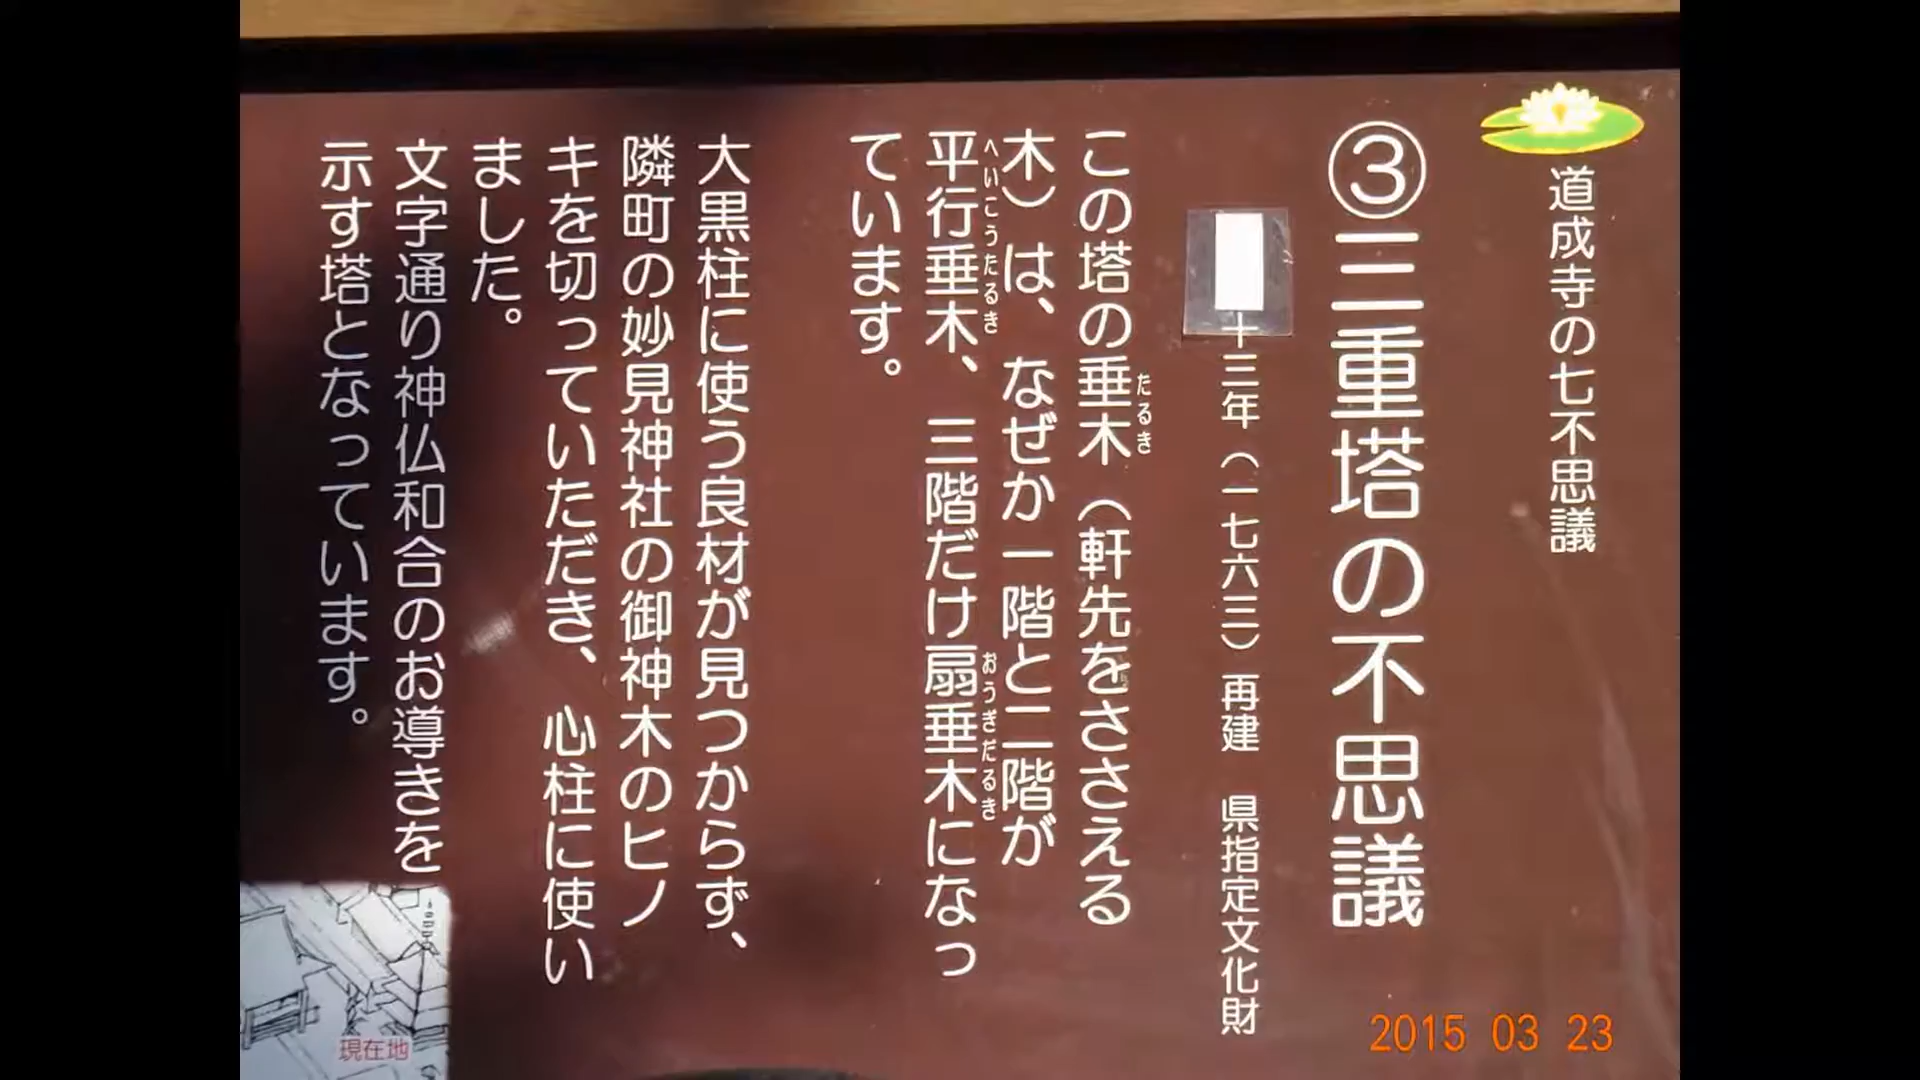 道成寺の七不思議
③三重塔の不思議
十三年（一七六三）再建　県指定文化財
この塔の垂木（軒先をささえる
たるき
木）は、なぜか一階と二階が
平行垂木、三階だけ扇垂木になっ
へいこうたるき
おうぎだるき
ています。
大黒柱に使う良材が見つからず、
隣町の妙見神社の御神木のヒノ
キを切っていただき、心柱に使い
ました。
文字通り神仏和合のお導きを
示す塔となっています。
現在地
2015 03 23